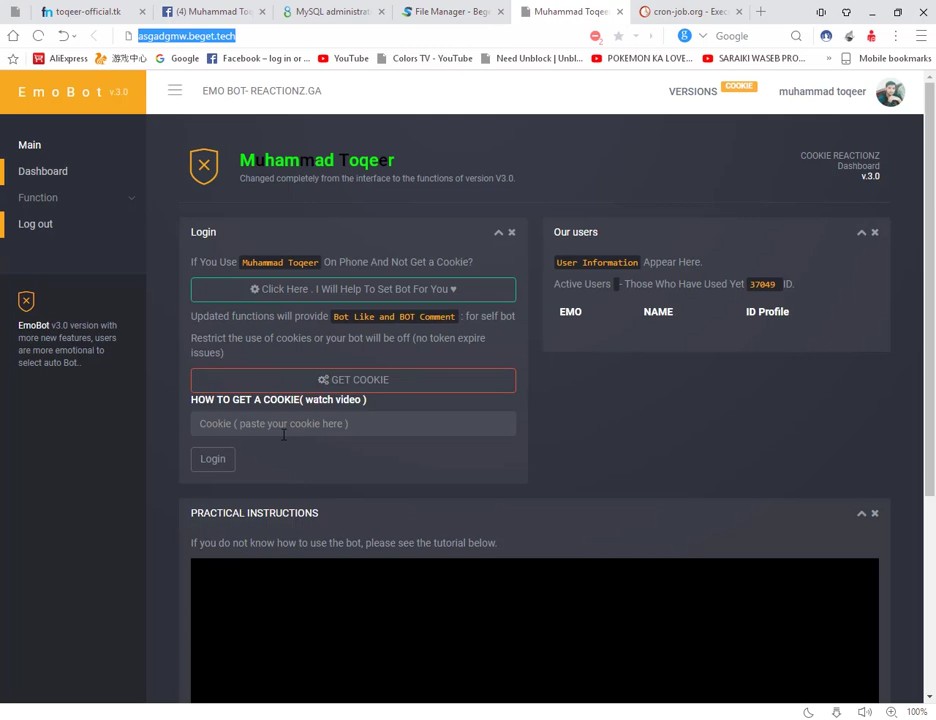 toqeer-official.tk
(4) Muhammad To
MySQL administrat
File Manager - Bege
Muhammad Toqee
cron-job.org - Exec
asgadgmw.beget.tech
Google
AliExpress
游戏中心
Google
Facebook – log in or ...
YouTube
Colors TV - YouTube
Need Unblock | Unbl...
POKEMON KA LOVE...
SARAIKI WASEB PRO...
Mobile bookmarks
EmoBot v.3.0
EMO BOT- REACTIONZ.GA
VERSIONS COOKIE
muhammad toqeer
Main
Dashboard
Function
Log out
EmoBot v3.0 version with
more new features, users
are more emotional to
select auto Bot..
Muhammad Toqeer
Changed completely from the interface to the functions of version V3.0.
COOKIE REACTIONZ
Dashboard
v.3.0
Login
If You Use Muhammad Toqeer On Phone And Not Get a Cookie?
Click Here . I Will Help To Set Bot For You ♥
Updated functions will provide Bot Like and BOT Comment : for self bot
Restrict the use of cookies or your bot will be off (no token expire
issues)
GET COOKIE
HOW TO GET A COOKIE( watch video )
Cookie ( paste your cookie here )
Login
Our users
User Information Appear Here.
Active Users - Those Who Have Used Yet 37049 ID.
EMO NAME ID Profile
PRACTICAL INSTRUCTIONS
If you do not know how to use the bot, please see the tutorial below.
100%